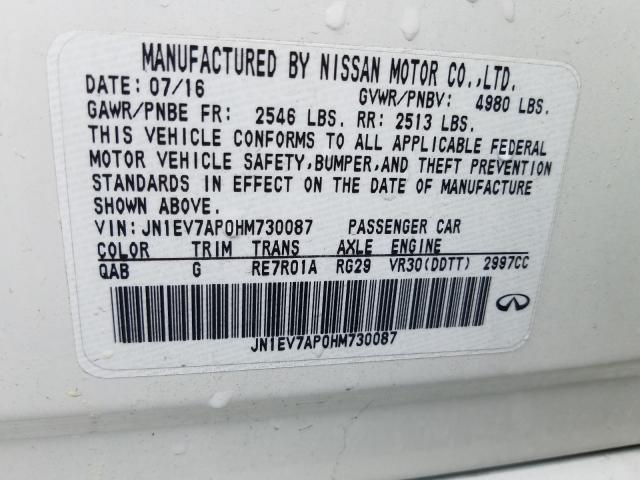 MANUFACTURED BY NISSAN MOTOR CO.,LTD.
DATE: 07/16 GVWR/PNBV: 4980 LBS.
GAWR/PNBE FR: 2546 LBS. RR: 2513 LBS.
THIS VEHICLE CONFORMS TO ALL APPLICABLE FEDERAL
MOTOR VEHICLE SAFETY,BUMPER,AND THEFT PREVENTION
STANDARDS IN EFFECT ON THE DATE OF MANUFACTURE
SHOWN ABOVE.
VIN:JN1EV7AP0HM730087 PASSENGER CAR
COLOR TRIM TRANS AXLE ENGINE
QAB G RE7R01A RG29 VR30(DDTT) 2997CC
JN1EV7AP0HM730087